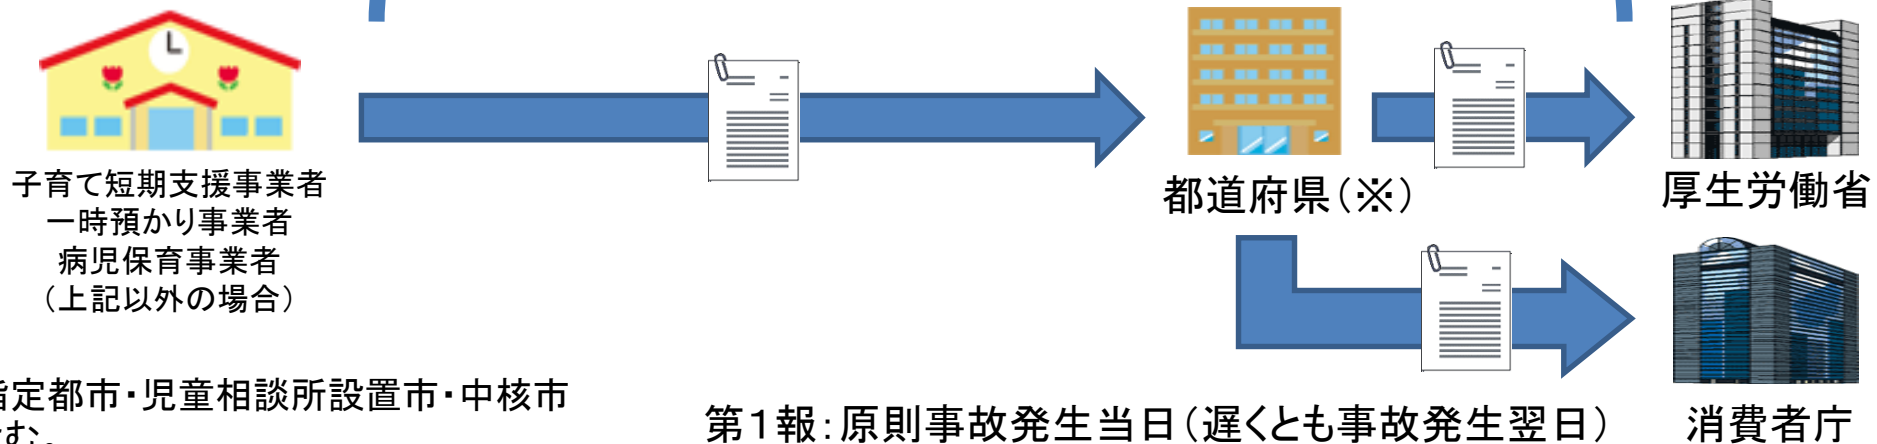 子育て短期支援事業者
一時預かり事業者
病児保育事業者
（上記以外の場合）
都道府県（※）
厚生労働省
指定都市・児童相談所設置市・中核市
む。
第１報：原則事故発生当日（遅くとも事故発生翌日）
消費者庁